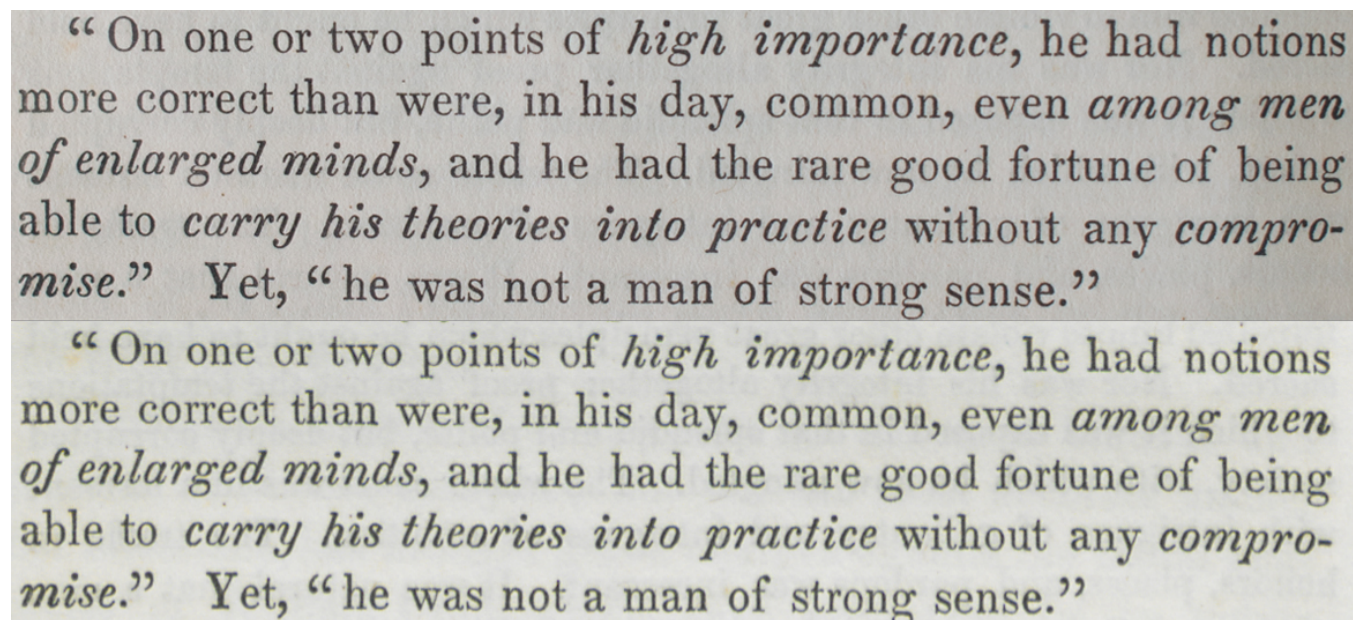 “ On one or two points of high importance, he had notions
more correct than were, in his day, common, even among men
of enlarged minds, and he had the rare good fortune of being
able to carry his theories into practice without any compro-
mise.” Yet, “ he was not a man of strong sense.”
“ On one or two points of high importance, he had notions
more correct than were, in his day, common, even among men
of enlarged minds, and he had the rare good fortune of being
able to carry his theories into practice without any compro-
mise.” Yet, “ he was not a man of strong sense.”